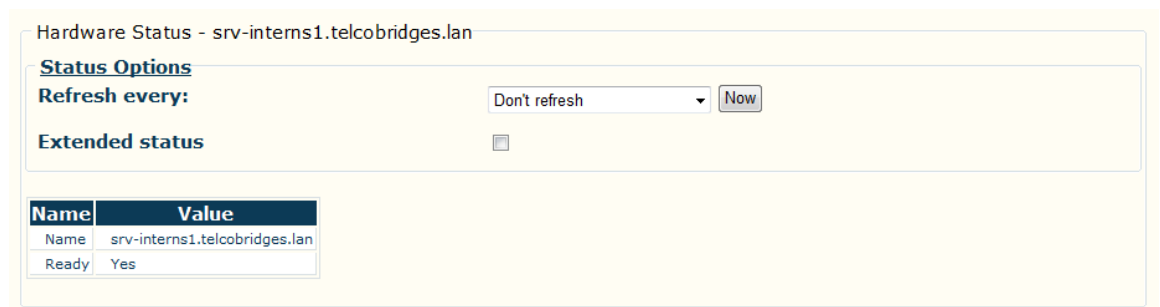 Hardware Status - srv-interns1.telcobridges.lan
Status Options
Refresh every: Don't refresh Now
Extended status
Name Value
Name srv-interns1.telcobridges.lan
Ready Yes